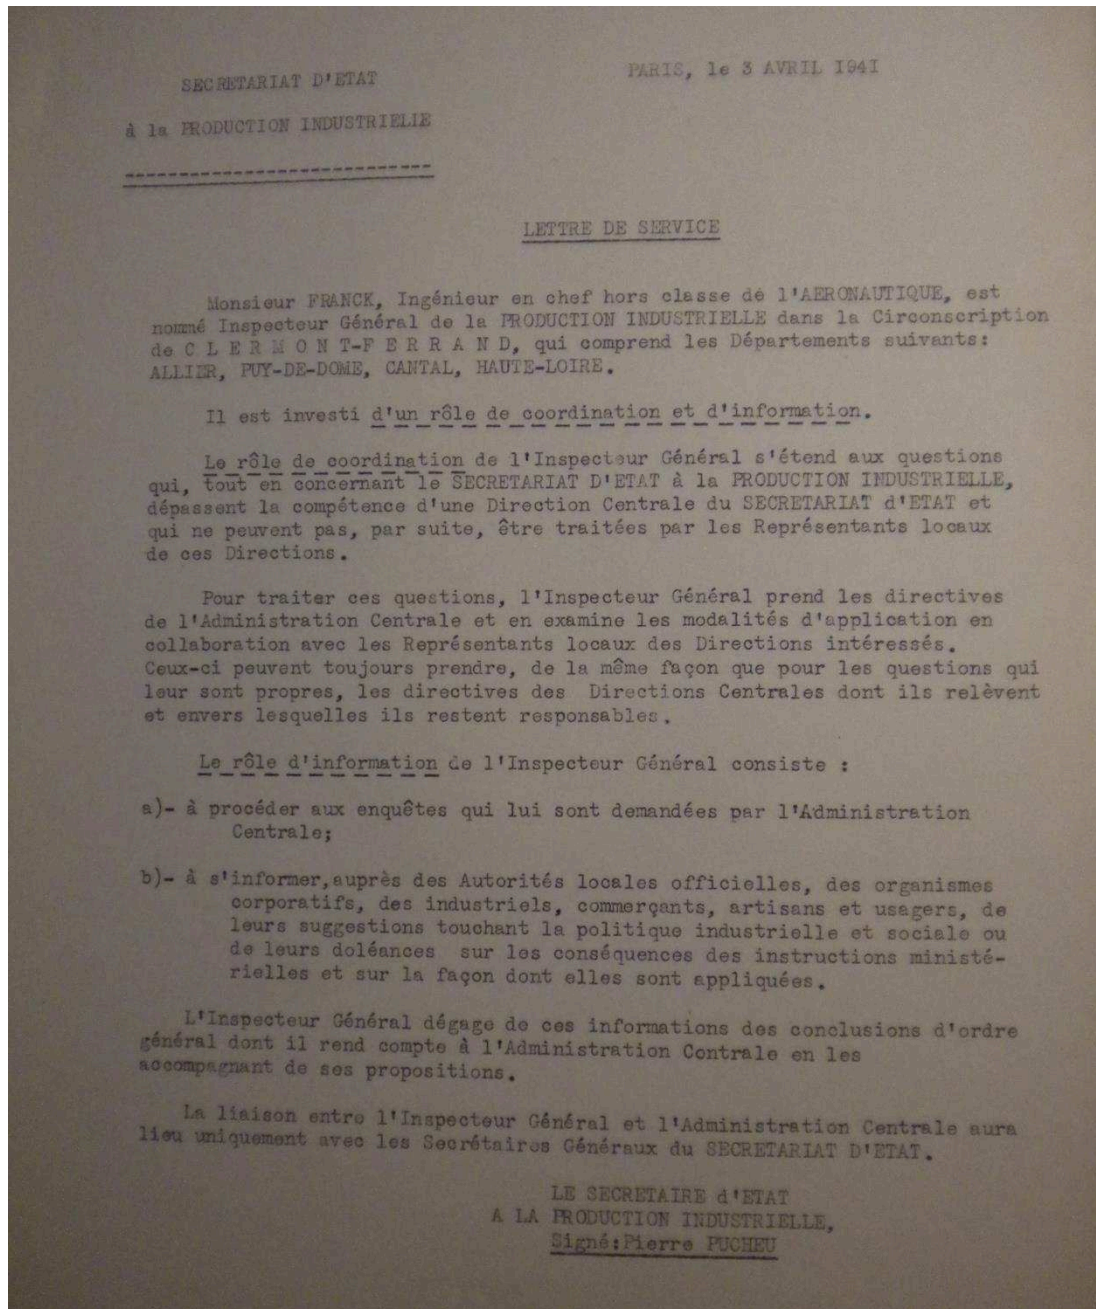 SECRETARIAT D'ETAT
PARIS, le 3 AVRIL 1941
à la PRODUCTION INDUSTRIELLE
LETTRE DE SERVICE
Monsieur FRANCK, Ingénieur en chef hors classe de l'AERONAUTIQUE, est
nommé Inspecteur Général de la PRODUCTION INDUSTRIELLE dans la Circonscription
de C L E R M O N T-F E R R A N D, qui comprend les Départements suivants:
ALLIER, PUY-DE-DOME, CANTAL, HAUTE-LOIRE.
Il est investi d'un rôle de coordination et d'information.
Le rôle de coordination de l'Inspecteur Général s'étend aux questions
qui, tout en concernant le SECRETARIAT D'ETAT à la PRODUCTION INDUSTRIELLE,
dépassent la compétence d'une Direction Centrale du SECRETARIAT d'ETAT et
qui ne peuvent pas, par suite, être traitées par les Représentants locaux
de ces Directions.
Pour traiter ces questions, l'Inspecteur Général prend les directives
de l'Administration Centrale et en examine les modalités d'application en
collaboration avec les Représentants locaux des Directions intéressés.
Ceux-ci peuvent toujours prendre, de la même façon que pour les questions qui
leur sont propres, les directives des Directions Centrales dont ils relèvent
et envers lesquelles ils restent responsables.
Le rôle d'information de l'Inspecteur Général consiste :
a)- à procéder aux enquêtes qui lui sont demandées par l'Administration
Centrale;
b)- à s'informer,auprès des Autorités locales officielles, des organismes
corporatifs, des industriels, commerçants, artisans et usagers, de
leurs suggestions touchant la politique industrielle et sociale ou
de leurs doléances sur les conséquences des instructions ministé-
rielles et sur la façon dont elles sont appliquées.
L'Inspecteur Général dégage de ces informations des conclusions d'ordre
général dont il rend compte à l'Administration Centrale en les
accompagnant de ses propositions.
La liaison entre l'Inspecteur Général et l'Administration Centrale aura
lieu uniquement avec les Secrétaires Généraux du SECRETARIAT D'ETAT.
LE SECRETAIRE d'ETAT
A LA PRODUCTION INDUSTRIELLE,
Signé:Pierre PUCHEU